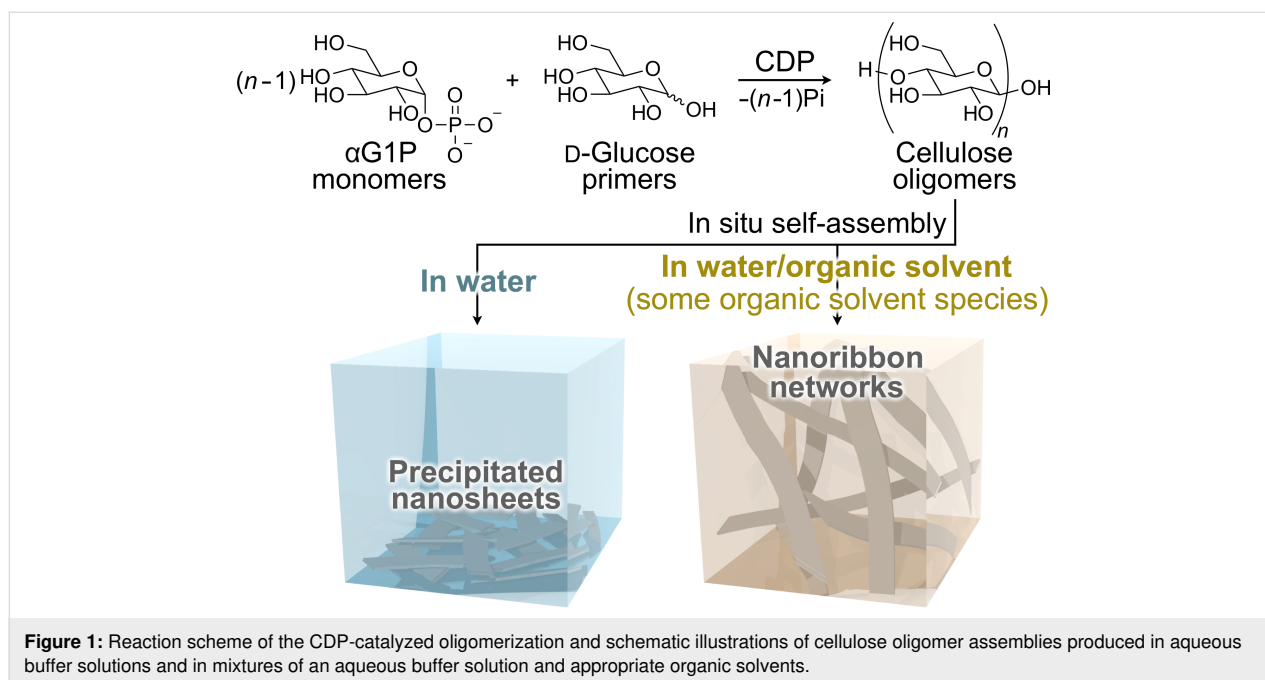 HO
HO
HO
HO
O
O
P
O
O⁻
O⁻
(n-1)
αG1P
monomers
+
HO
HO
HO
HO
O
OH
D-Glucose
primers
CDP
-(n-1)Pi
H
O
HO
HO
HO
O
OH
n
Cellulose
oligomers
In situ self-assembly
In water
In water/organic solvent
(some organic solvent species)
Precipitated
nanosheets
Nanoribbon
networks
Figure 1: Reaction scheme of the CDP-catalyzed oligomerization and schematic illustrations of cellulose oligomer assemblies produced in aqueous
buffer solutions and in mixtures of an aqueous buffer solution and appropriate organic solvents.